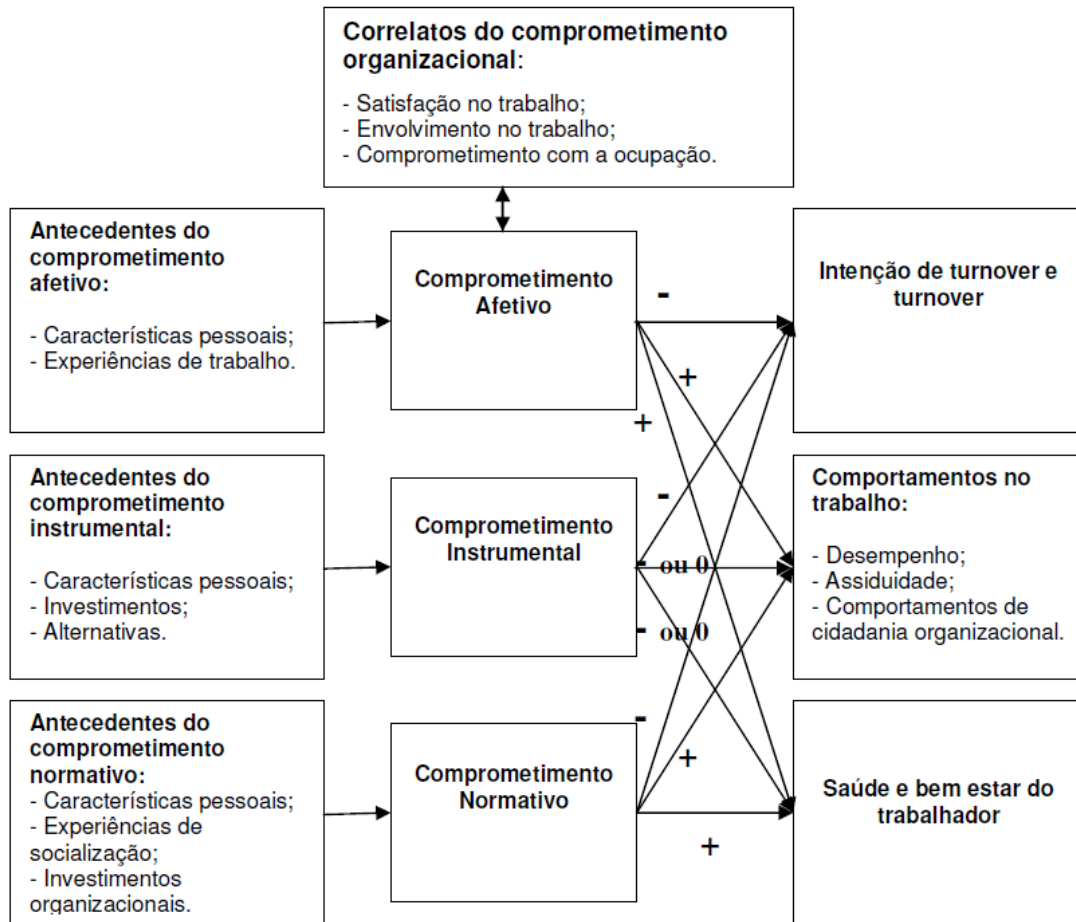 Correlatos do comprometimento
organizacional:
- Satisfação no trabalho;
- Envolvimento no trabalho;
- Comprometimento com a ocupação.
Antecedentes do
comprometimento
afetivo:
- Características pessoais;
- Experiências de trabalho.
Comprometimento
Afetivo
-
+
+
Intenção de turnover e
turnover
Antecedentes do
comprometimento
instrumental:
- Características pessoais;
- Investimentos;
- Alternativas.
Comprometimento
Instrumental
-
- ou 0
- ou 0
Comportamentos no
trabalho:
- Desempenho;
- Assiduidade;
- Comportamentos de
cidadania organizacional.
Antecedentes do
comprometimento
normativo:
- Características pessoais;
- Experiências de
socialização;
- Investimentos
organizacionais.
Comprometimento
Normativo
-
+
+
Saúde e bem estar do
trabalhador